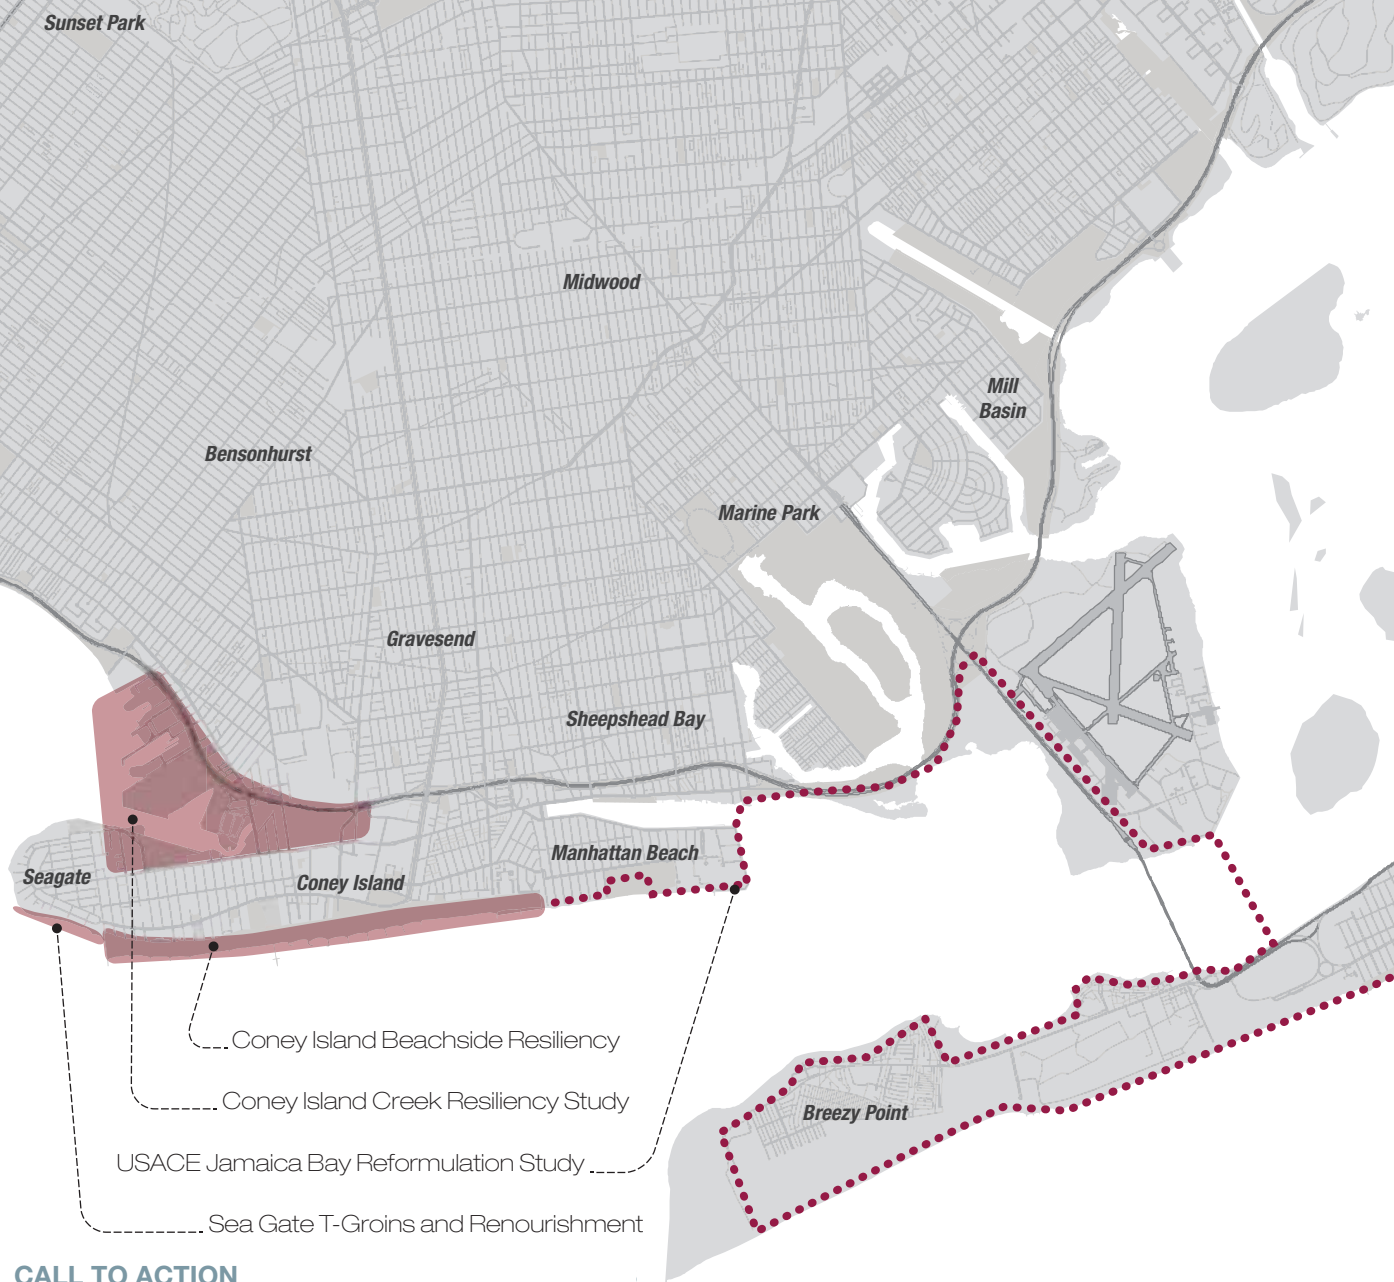 Sunset Park
Midwood
Mill
Basin
Bensonhurst
Marine Park
Gravesend
Sheepshead Bay
Manhattan Beach
Seagate
Coney Island
Coney Island Beachside Resiliency
Coney Island Creek Resiliency Study
Breezy Point
USACE Jamaica Bay Reformulation Study
Sea Gate T-Groins and Renourishment
CALL TO ACTION